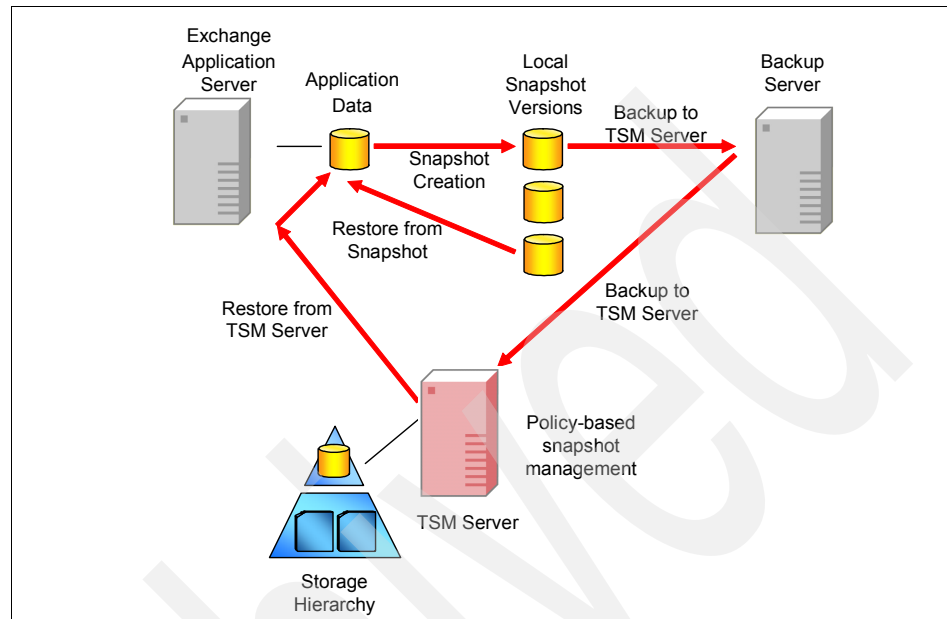 Exchange
Application
Server
Application
Data
Local
Snapshot
Versions
Backup
Server
Backup to
TSM Server
Snapshot
Creation
Restore from
Snapshot
Backup to
TSM Server
Restore from
TSM Server
Policy-based
snapshot
management
TSM Server
Storage
Hierarchy
hived